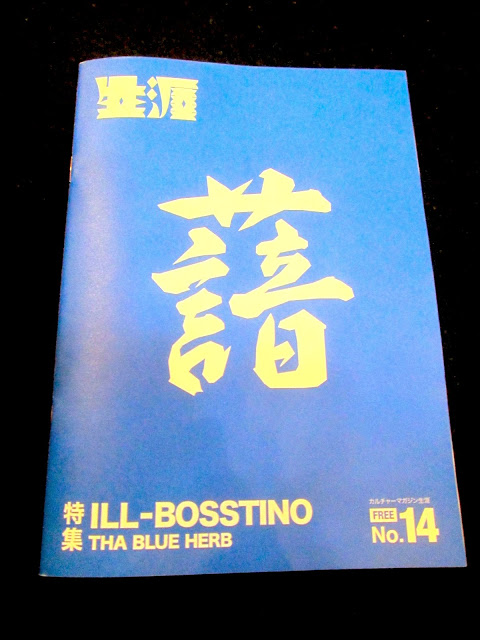 生涯
特集
ILL-BOSSTINO
THA BLUE HERB
カルチャーマガジン生涯
FREE
No.14